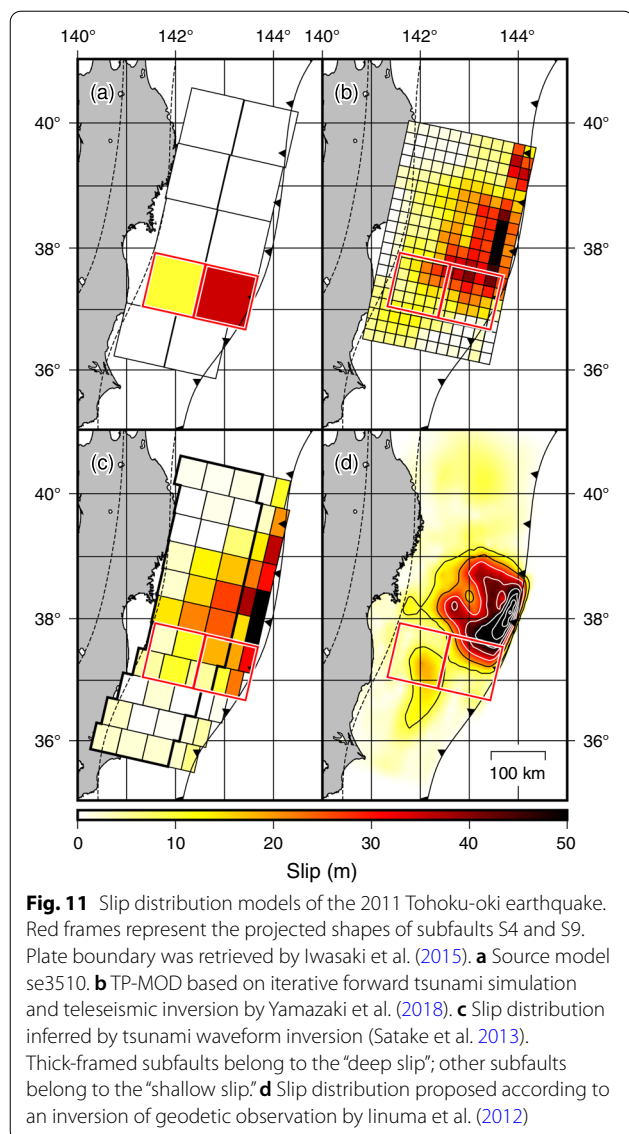 140° 142° 144° 140° 142° 144°
(a) (b)
40° 40°
38° 38°
36° 36°
(c) (d)
40° 40°
38° 38°
36° 36°
100 km
0 10 20 30 40 50
Slip (m)
Fig. 11 Slip distribution models of the 2011 Tohoku-oki earthquake.
Red frames represent the projected shapes of subfaults S4 and S9.
Plate boundary was retrieved by Iwasaki et al. (2015). a Source model
se3510. b TP-MOD based on iterative forward tsunami simulation
and teleseismic inversion by Yamazaki et al. (2018). c Slip distribution
inferred by tsunami waveform inversion (Satake et al. 2013).
Thick-framed subfaults belong to the “deep slip”; other subfaults
belong to the “shallow slip.” d Slip distribution proposed according to
an inversion of geodetic observation by Iinuma et al. (2012)